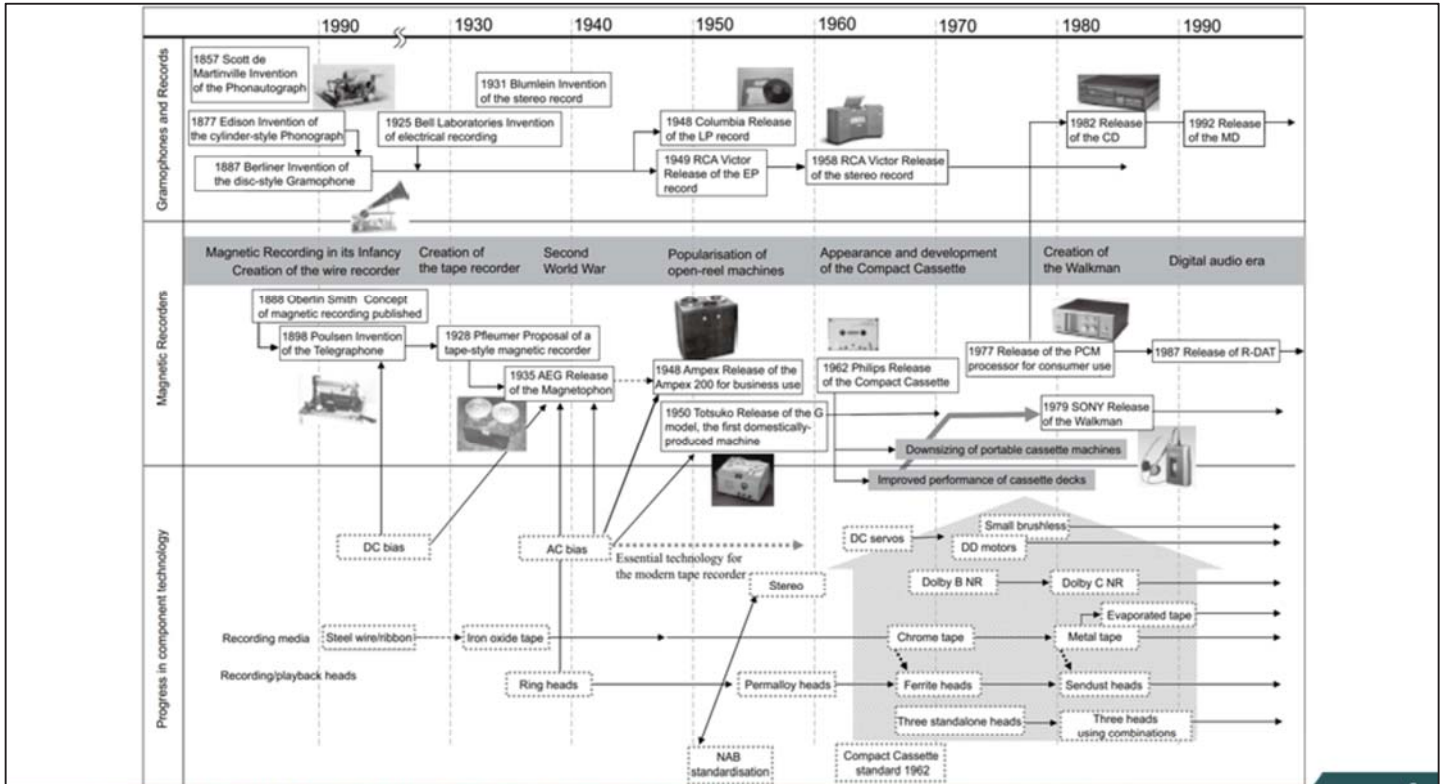 1990
1930
1940
1950
1960
1970
1980
1990
Gramophones and Records
1857 Scott de
Martinville Invention
of the Phonautograph
1877 Edison Invention of
the cylinder-style Phonograph
1887 Berliner Invention of
the disc-style Gramophone
1925 Bell Laboratories Invention
of electrical recording
1931 Blumlein Invention
of the stereo record
1948 Columbia Release
of the LP record
1949 RCA Victor
Release of the EP
record
1958 RCA Victor Release
of the stereo record
1982 Release
of the CD
1992 Release
of the MD
Magnetic Recorders
Magnetic Recording in its Infancy
Creation of the wire recorder
Creation of
the tape recorder
Second
World War
Popularisation of
open-reel machines
Appearance and development
of the Compact Cassette
Creation of
the Walkman
Digital audio era
1888 Oberlin Smith Concept
of magnetic recording published
1898 Poulsen Invention
of the Telegraphone
1928 Pfleumer Proposal of a
tape-style magnetic recorder
1935 AEG Release
of the Magnetophon
1948 Ampex Release of the
Ampex 200 for business use
1950 Totsuko Release of the G
model, the first domestically-
produced machine
1962 Philips Release
of the Compact Cassette
1977 Release of the PCM
processor for consumer use
1987 Release of R-DAT
1979 SONY Release
of the Walkman
Downsizing of portable cassette machines
Improved performance of cassette decks
Progress in component technology
DC bias
AC bias
Essential technology for
the modern tape recorder
Stereo
DC servos
Small brushless
DD motors
Dolby B NR
Dolby C NR
Evaporated tape
Recording media
Steel wire/ribbon
Iron oxide tape
Chrome tape
Metal tape
Recording/playback heads
Ring heads
Permalloy heads
Ferrite heads
Sendust heads
Three standalone heads
Three heads
using combinations
NAB
standardisation
Compact Cassette
standard 1962